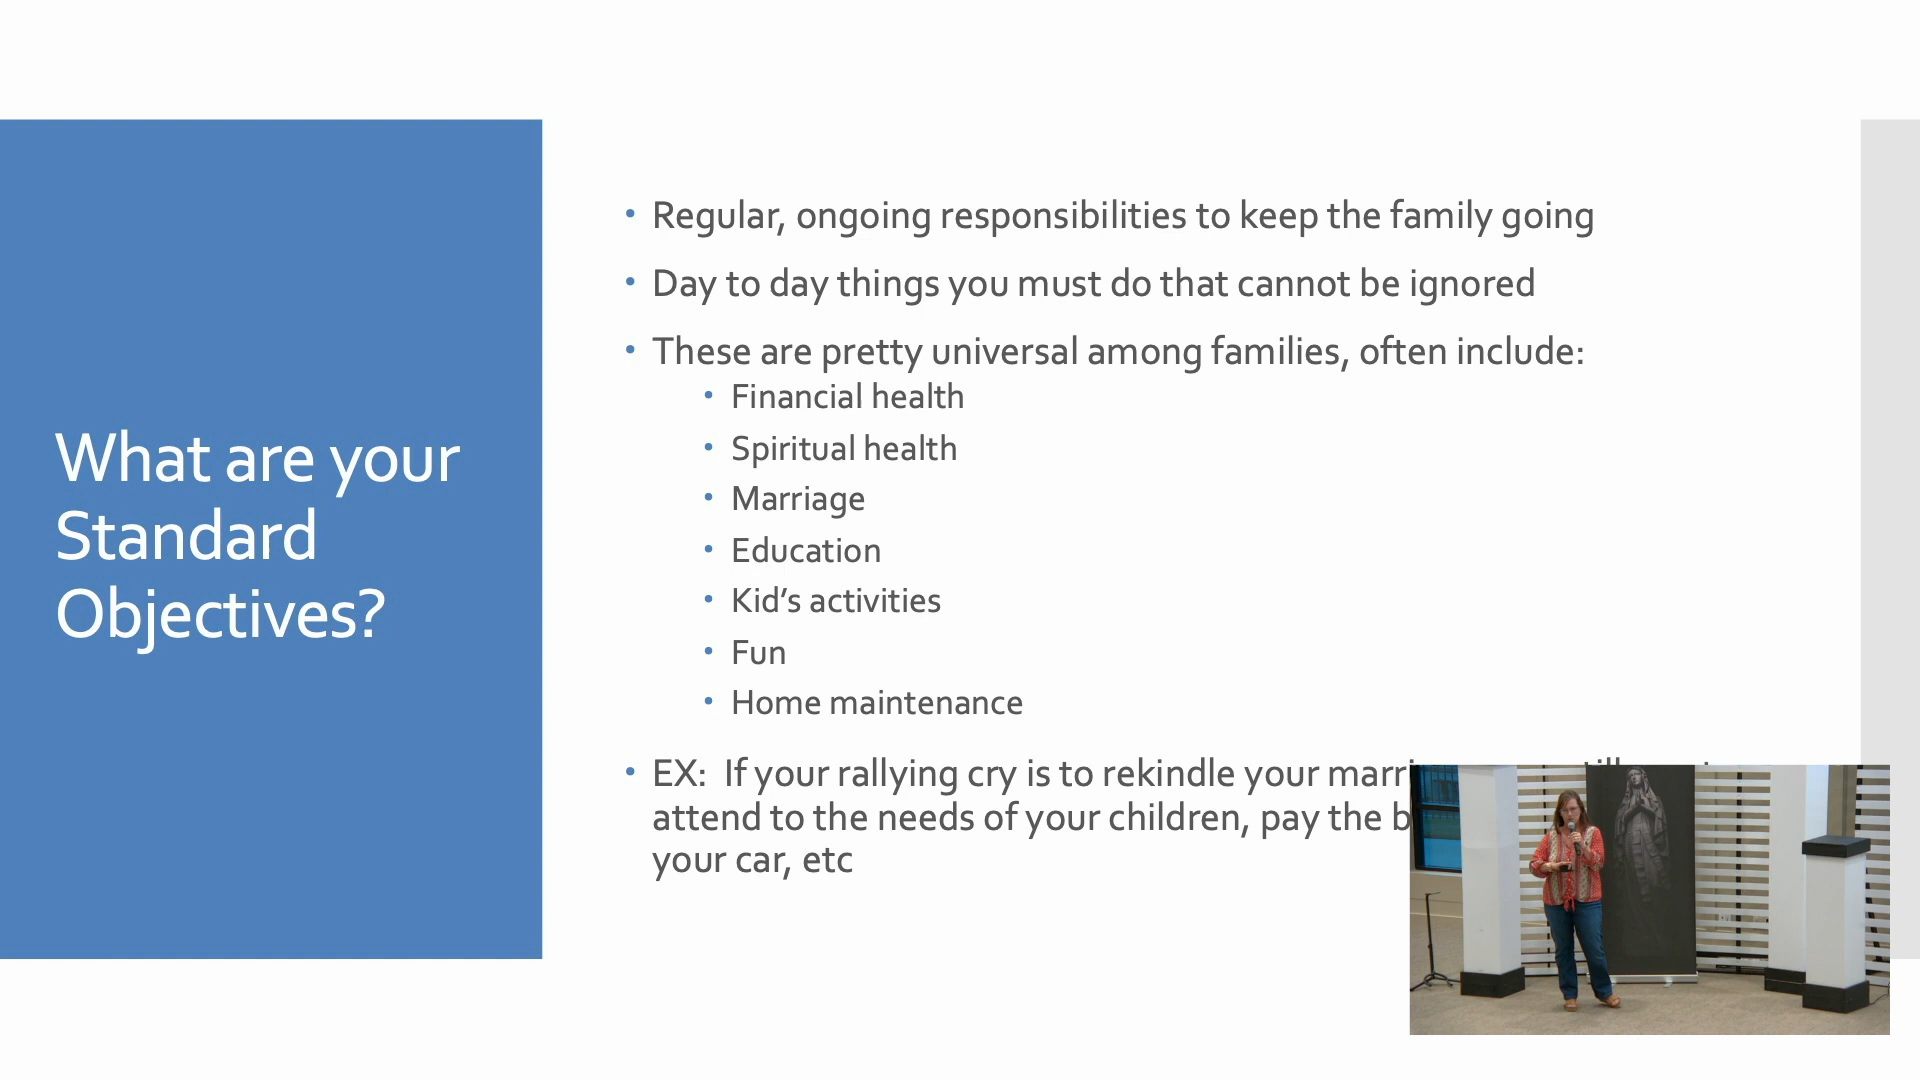 What are your
Standard
Objectives?
Regular, ongoing responsibilities to keep the family going
Day to day things you must do that cannot be ignored
These are pretty universal among families, often include:
Financial health
Spiritual health
Marriage
Education
Kid's activities
Fun
Home maintenance
EX:  If your rallying cry is to rekindle your
attend to the needs of your children, pay the
your car, etc